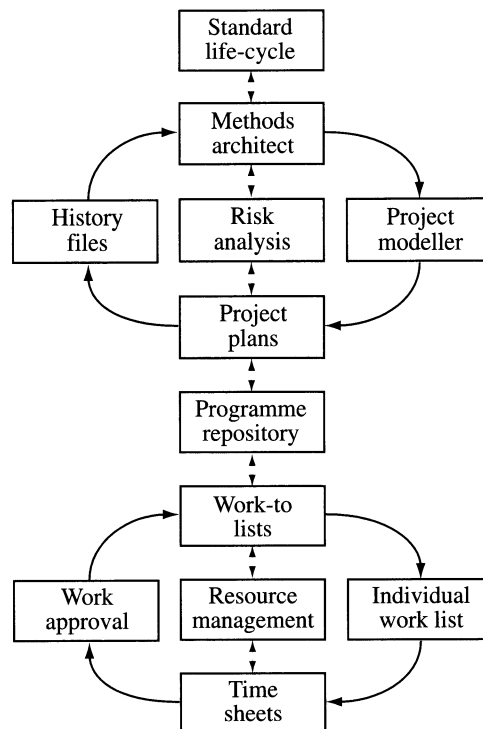 Standard
life-cycle
Methods
architect
History
files
Risk
analysis
Project
modeller
Project
plans
Programme
repository
Work-to
lists
Work
approval
Resource
management
Individual
work list
Time
sheets